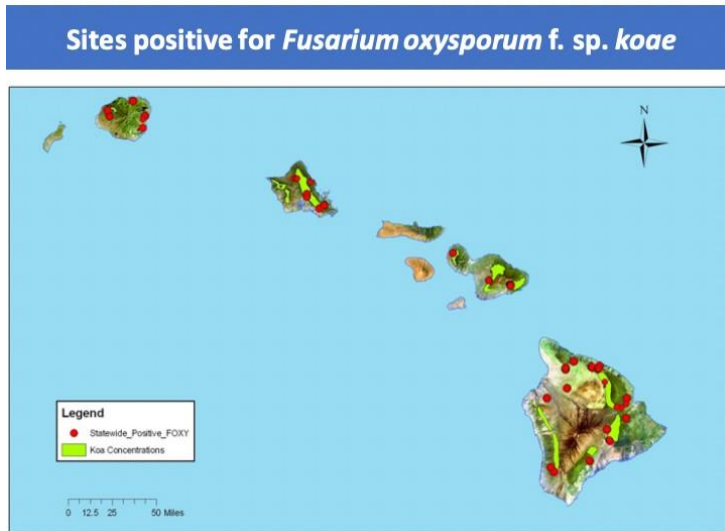 Sites positive for Fusarium oxysporum f. sp. koae
N
Legend
Statewide_Positive_FOXY
Koa Concentrations
0 12.5 25 50 Miles